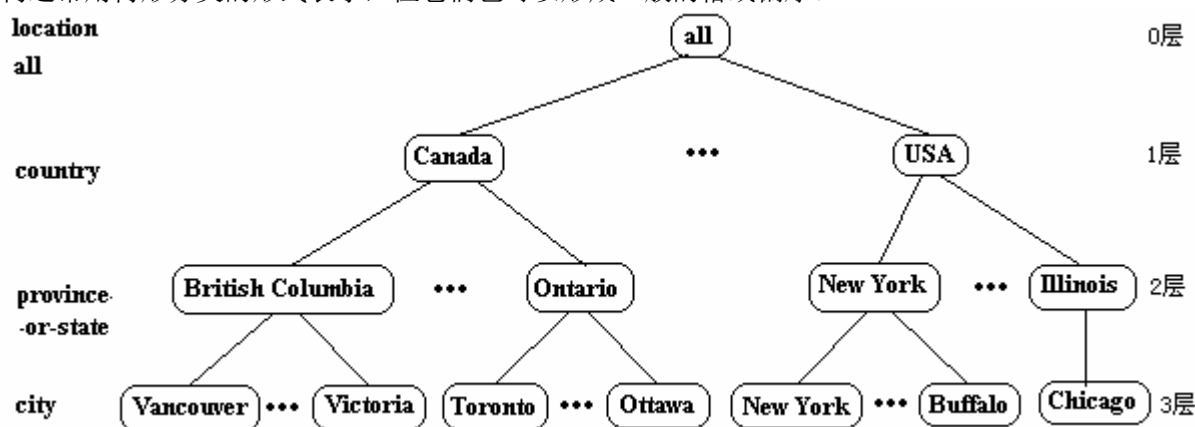 location all 0层
all
country Canada ••• USA 1层
province- British Columbia ••• Ontario New York ••• Illinois 2层
-or-state
city Vancouver ••• Victoria Toronto ••• Ottawa New York ••• Buffalo Chicago 3层